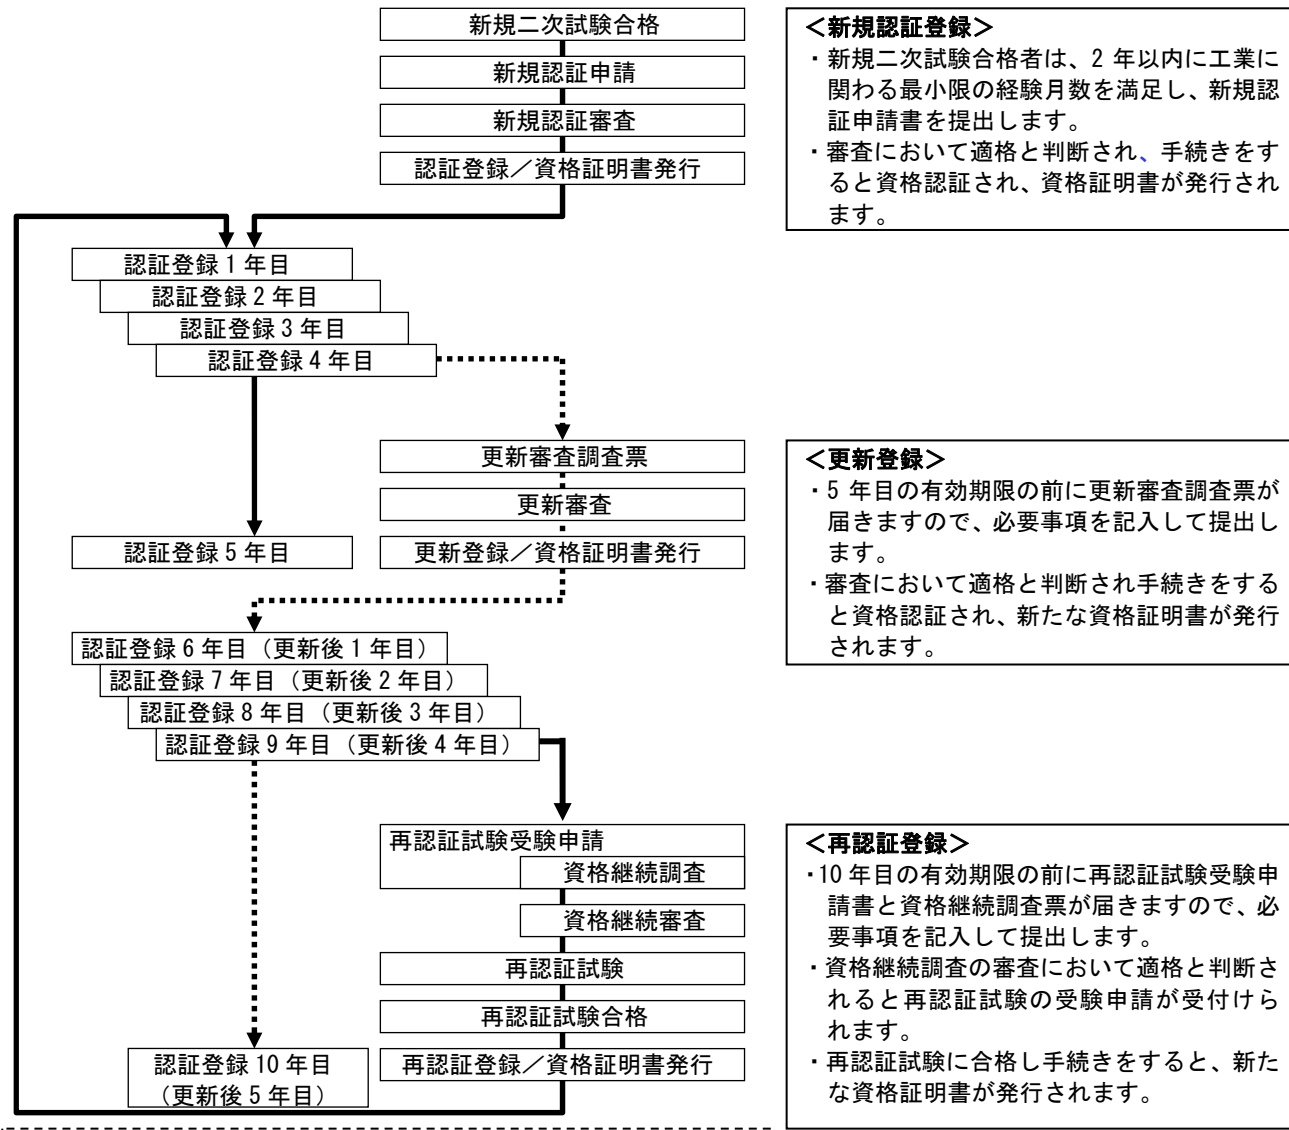 新規二次試験合格
新規認証申請
新規認証審査
認証登録／資格証明書発行
＜新規認証登録＞
・新規二次試験合格者は、2 年以内に工業に
関わる最小限の経験月数を満足し、新規認
証申請書を提出します。
・審査において適格と判断され、手続きをす
ると資格認証され、資格証明書が発行され
ます。
認証登録 1 年目
認証登録 2 年目
認証登録 3 年目
認証登録 4 年目
更新審査調査票
更新審査
更新登録／資格証明書発行
認証登録 5 年目
＜更新登録＞
・5 年目の有効期限の前に更新審査調査票が
届きますので、必要事項を記入して提出し
ます。
・審査において適格と判断され手続きをする
と資格認証され、新たな資格証明書が発行
されます。
認証登録 6 年目（更新後 1 年目）
認証登録 7 年目（更新後 2 年目）
認証登録 8 年目（更新後 3 年目）
認証登録 9 年目（更新後 4 年目）
再認証試験受験申請
資格継続調査
資格継続審査
再認証試験
再認証試験合格
再認証登録／資格証明書発行
認証登録 10 年目
（更新後 5 年目）
＜再認証登録＞
・10 年目の有効期限の前に再認証試験受験申
請書と資格継続調査票が届きますので、必
要事項を記入して提出します。
・資格継続調査の審査において適格と判断さ
れると再認証試験の受験申請が受付けら
れます。
・再認証試験に合格し手続きをすると、新た
な資格証明書が発行されます。